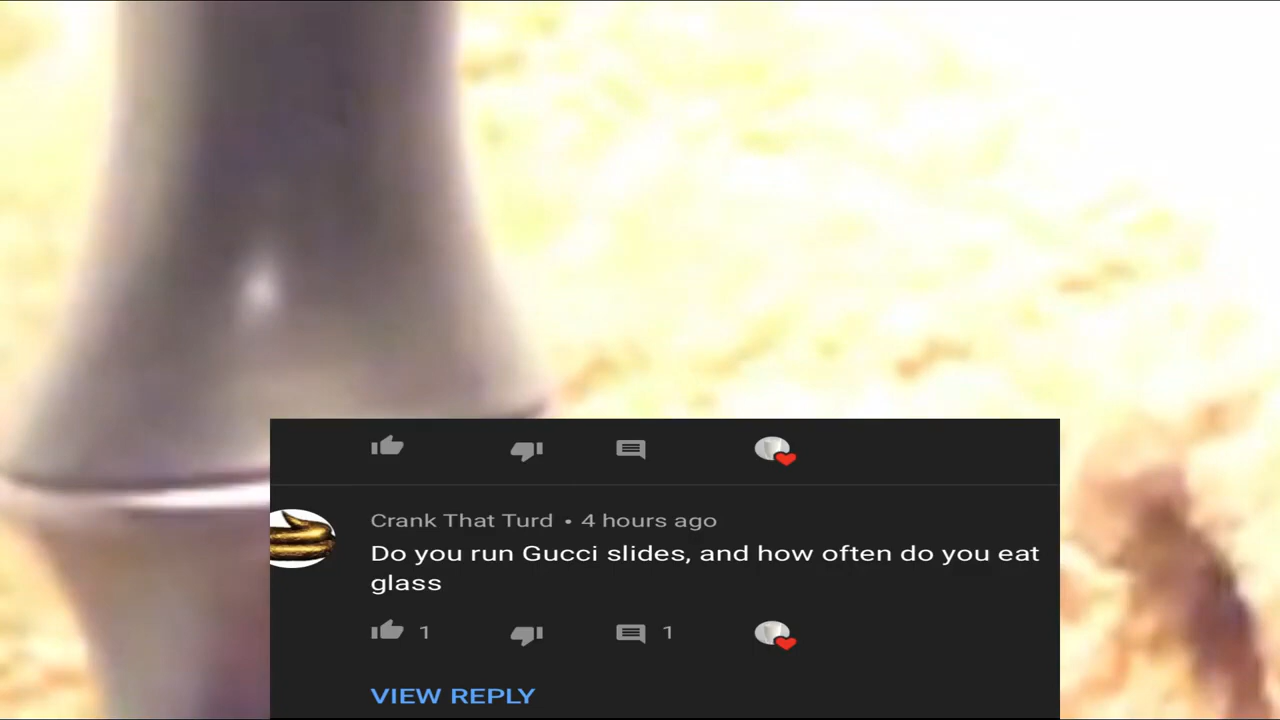 Crank That Turd • 4 hours ago
Do you run Gucci slides, and how often do you eat
glass
1 1
VIEW REPLY